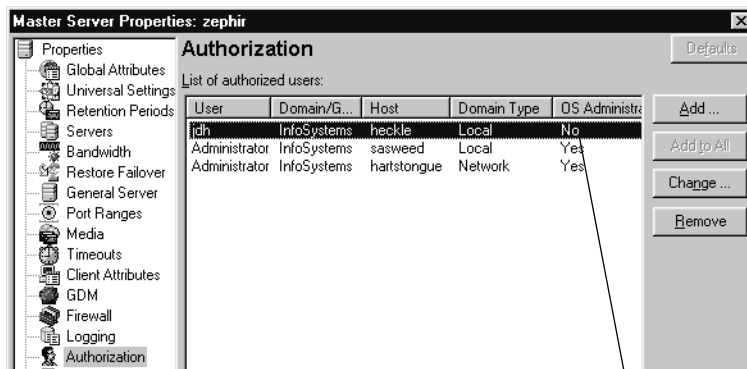 Master Server Properties: zephir
Properties
Global Attributes
Universal Settings
Retention Periods
Servers
Bandwidth
Restore Failover
General Server
Port Ranges
Media
Timeouts
Client Attributes
GDM
Firewall
Logging
Authorization
Authorization
List of authorized users:
User Domain/G... Host Domain Type OS Administra
jdh InfoSystems heckle Local No
Administrator InfoSystems sasweed Local Yes
Administrator InfoSystems hartstongue Network Yes
Defaults
Add ...
Add to All
Change ...
Remove